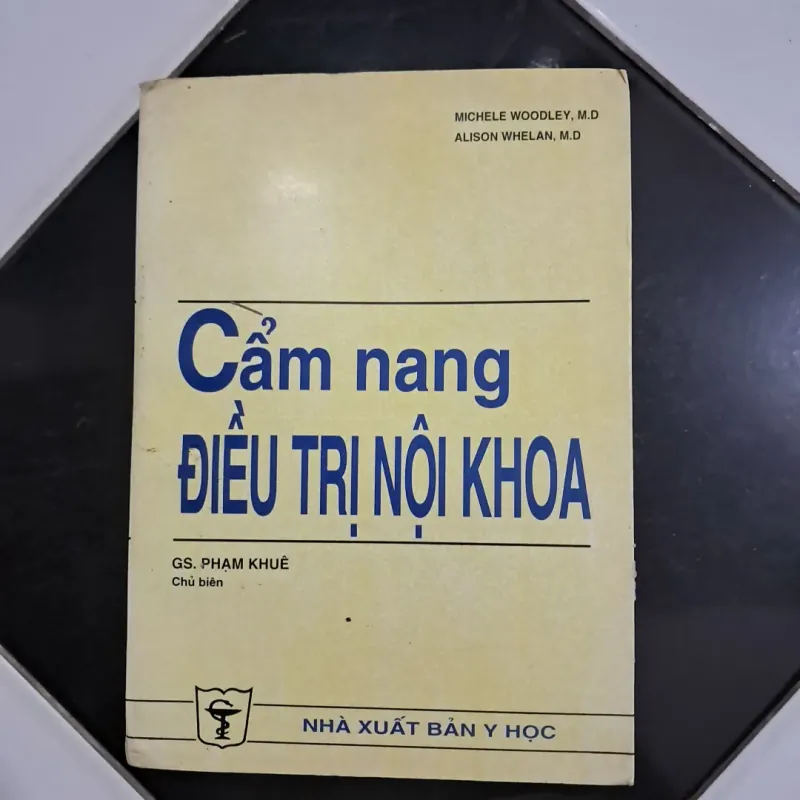 MICHELE WOODLEY, M.D
ALISON WHELAN, M.D
Cẩm nang
ĐIỀU TRỊ NỘI KHOA
GS. PHẠM KHUÊ
Chủ biên
NHÀ XUẤT BẢN Y HỌC